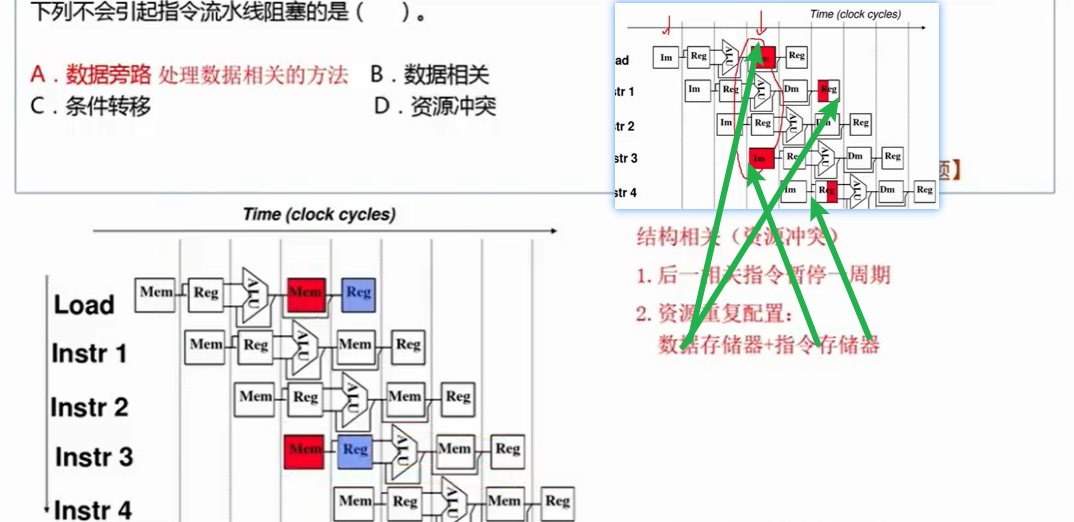 下列不会引起指令流水线阻塞的是（ ）。
A．数据旁路 处理数据相关的方法 B．数据相关
C．条件转移 D．资源冲突
Time (clock cycles)
ad Im Reg ALU Reg
tr 1 Im Reg ALU Dm Reg
tr 2 Im Reg ALU Dm Reg
str 3 Im Reg ALU Dm Reg
str 4 Im Reg ALU Dm Reg
题】
结构相关（资源冲突）
1. 后一相关指令暂停一周期
2. 资源重复配置：
数据存储器+指令存储器
Time (clock cycles)
Load Mem Reg ALU Mem Reg
Instr 1 Mem Reg ALU Mem Reg
Instr 2 Mem Reg ALU Mem Reg
Instr 3 Mem Reg ALU Mem Reg
Instr 4 Mem Reg ALU Mem Reg